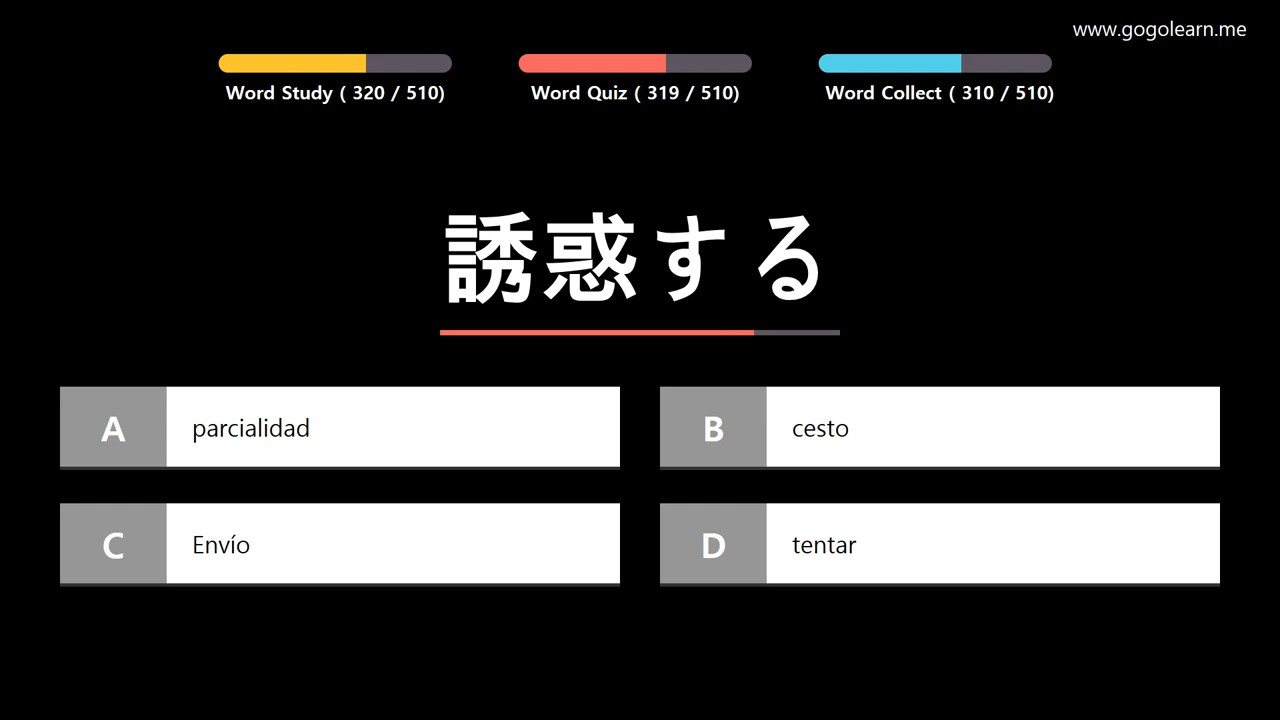 www.gogolearn.me
Word Study ( 320 / 510)
Word Quiz ( 319 / 510)
Word Collect ( 310 / 510)
誘惑する
A parcialidad
B cesto
C Envío
D tentar